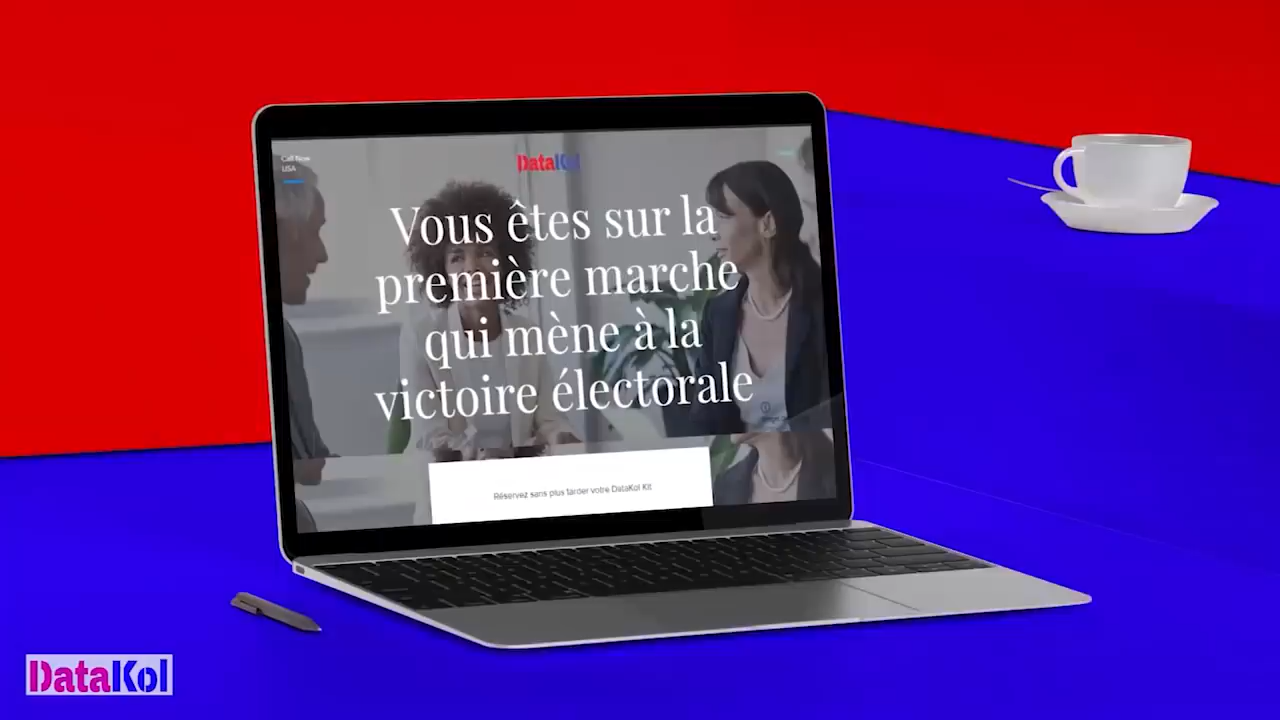 Call Now
USA
DataKol
Vous êtes sur la
première marche
qui mène à la
victoire électorale
Réservez sans plus tarder votre DataKol Kit
DataKol